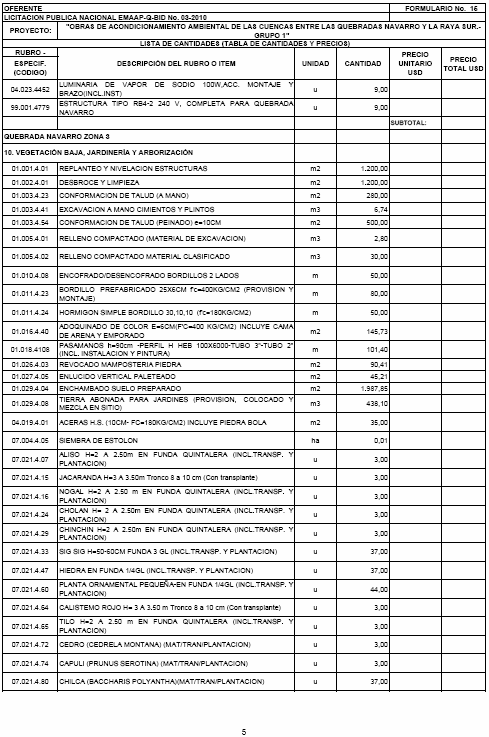 OFERENTE FORMULARIO No. 16
LICITACION PUBLICA NACIONAL EMAAP-Q-BID No. 03-2010
PROYECTO: "OBRAS DE ACONDICIONAMIENTO AMBIENTAL DE LAS CUENCAS ENTRE LAS QUEBRADAS NAVARRO Y LA RAYA SUR.-
GRUPO 1"
LISTA DE CANTIDADES (TABLA DE CANTIDADES Y PRECIOS)
RUBRO - ESPECIF. (CODIGO) DESCRIPCIÓN DEL RUBRO O ITEM UNIDAD CANTIDAD PRECIO UNITARIO USD PRECIO TOTAL USD
04.023.4452 LUMINARIA DE VAPOR DE SODIO 100W,ACC. MONTAJE Y
BRAZO(INCL.INST) u 9,00
99.001.4779 ESTRUCTURA TIPO RB4-2 240 V, COMPLETA PARA QUEBRADA
NAVARRO u 9,00
SUBTOTAL:
QUEBRADA NAVARRO ZONA 3
10. VEGETACIÓN BAJA, JARDINERÍA Y ARBORIZACIÓN
01.001.4.01 REPLANTEO Y NIVELACION ESTRUCTURAS m2 1.200,00
01.002.4.01 DESBROCE Y LIMPIEZA m2 1.200,00
01.003.4.23 CONFORMACION DE TALUD (A MANO) m2 280,00
01.003.4.41 EXCAVACION A MANO CIMIENTOS Y PLINTOS m3 6,74
01.003.4.54 CONFORMACION DE TALUD (PEINADO) e=10CM m2 500,00
01.005.4.01 RELLENO COMPACTADO (MATERIAL DE EXCAVACION) m3 2,80
01.005.4.02 RELLENO COMPACTADO MATERIAL CLASIFICADO m3 30,00
01.010.4.08 ENCOFRADO/DESENCOFRADO BORDILLOS 2 LADOS m 50,00
01.011.4.23 BORDILLO PREFABRICADO 25X6CM f'c=400KG/CM2 (PROVISION Y
MONTAJE) m 80,00
01.011.4.24 HORMIGON SIMPLE BORDILLO 30,10,10 (f'c=180KG/CM2) m 50,00
01.016.4.40 ADOQUINADO DE COLOR E=6CM(F'C=400 KG/CM2) INCLUYE CAMA
DE ARENA Y EMPORADO m2 145,73
01.018.4108 PASAMANOS h=90cm -PERFIL H HEB 100X6000-TUBO 3"-TUBO 2"
(INCL. INSTALACION Y PINTURA) m 101,40
01.026.4.03 REVOCADO MAMPOSTERIA PIEDRA m2 90,41
01.027.4.05 ENLUCIDO VERTICAL PALETEADO m2 45,21
01.029.4.04 ENCHAMBADO SUELO PREPARADO m2 1.987,85
01.029.4.08 TIERRA ABONADA PARA JARDINES (PROVISION, COLOCADO Y
MEZCLA EN SITIO) m3 438,10
04.019.4.01 ACERAS H.S. (10CM- FC=180KG/CM2) INCLUYE PIEDRA BOLA m2 35,00
07.004.4.05 SIEMBRA DE ESTOLON ha 0,01
07.021.4.07 ALISO H=2 A 2.50m EN FUNDA QUINTALERA (INCL.TRANSP. Y
PLANTACION) u 3,00
07.021.4.15 JACARANDA H=3 A 3.50m Tronco 8 a 10 cm (Con transplante) u 3,00
07.021.4.16 NOGAL H=2 A 2.50 m EN FUNDA QUINTALERA (INCL.TRANSP. Y
PLANTACION) u 3,00
07.021.4.24 CHOLAN H= 2 A 2.50m EN FUNDA QUINTALERA (INCL.TRANSP. Y
PLANTACION) u 3,00
07.021.4.29 CHINCHIN H=2 A 2.50m EN FUNDA QUINTALERA (INCL.TRANSP. Y
PLANTACION) u 3,00
07.021.4.33 SIG SIG H=50-60CM FUNDA 3 GL (INCL.TRANSP. Y PLANTACION) u 37,00
07.021.4.47 HIEDRA EN FUNDA 1/4GL (INCL.TRANSP. Y PLANTACION) u 37,00
07.021.4.60 PLANTA ORNAMENTAL PEQUEÑA-EN FUNDA 1/4GL (INCL.TRANSP. Y
PLANTACION) u 44,00
07.021.4.64 CALISTEMO ROJO H= 3 A 3.50 m Tronco 8 a 10 cm (Con transplante) u 3,00
07.021.4.65 TILO H=2 A 2.50 m EN FUNDA QUINTALERA (INCL.TRANSP. Y
PLANTACION) u 3,00
07.021.4.72 CEDRO (CEDRELA MONTANA) (MAT/TRAN/PLANTACION) u 3,00
07.021.4.74 CAPULI (PRUNUS SEROTINA) (MAT/TRAN/PLANTACION) u 3,00
07.021.4.80 CHILCA (BACCHARIS POLYANTHA)(MAT/TRAN/PLANTACION) u 37,00
5